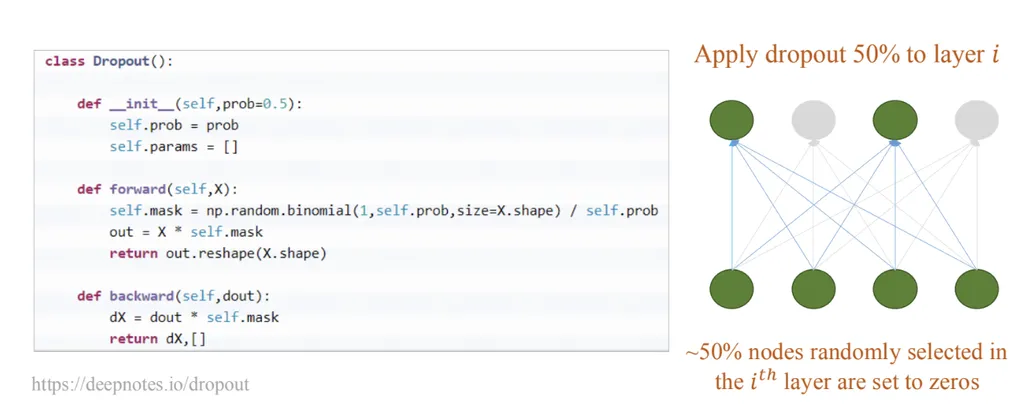 class Dropout():
def __init__(self,prob=0.5):
self.prob = prob
self.params = []
def forward(self,X):
self.mask = np.random.binomial(1,self.prob,size=X.shape) / self.prob
out = X * self.mask
return out.reshape(X.shape)
def backward(self,dout):
dX = dout * self.mask
return dX,[]
https://deepnotes.io/dropout
Apply dropout 50% to layer i
~50% nodes randomly selected in
the i^th layer are set to zeros